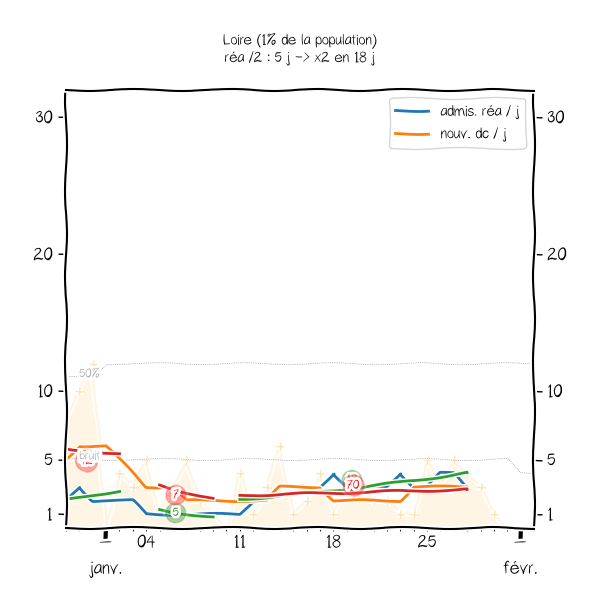 Loire (1% de la population)
réa /2 : 5 j -> x2 en 18 j
admis. réa / j
nouv. dc / j
30 30
20 20
50%
10 10
bruit
5 5
7
70
5
1 1
04 11 18 25
janv. févr.